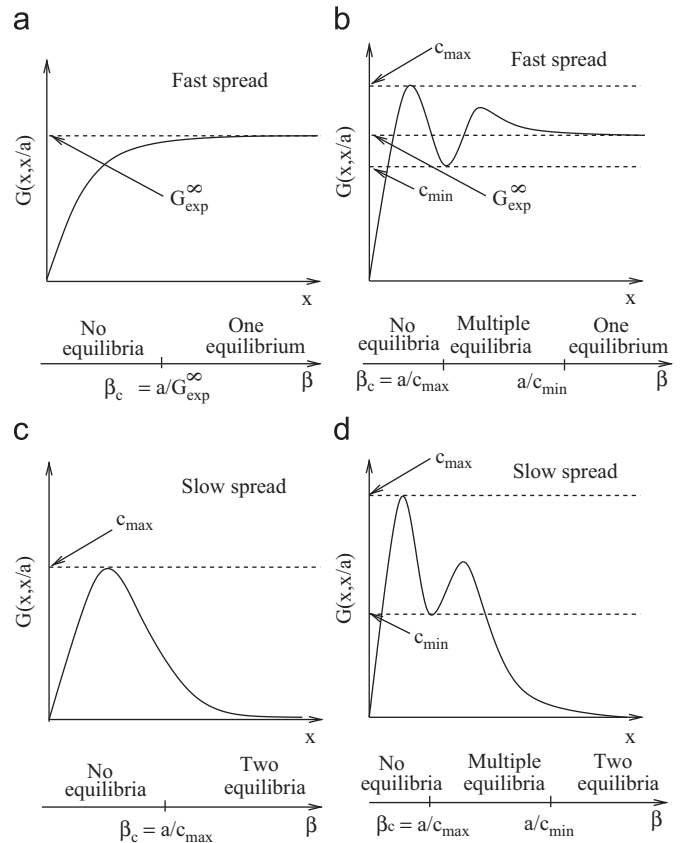 a
Fast spread
G(x,x/a)
G∞exp
x
No equilibria
One equilibrium
βc = a/G∞exp
β
b
cmax
Fast spread
G(x,x/a)
cmin
G∞exp
x
No equilibria
Multiple equilibria
One equilibrium
βc = a/cmax
a/cmin
β
c
Slow spread
cmax
G(x,x/a)
x
No equilibria
Two equilibria
βc = a/cmax
β
d
cmax
Slow spread
G(x,x/a)
cmin
x
No equilibria
Multiple equilibria
Two equilibria
βc = a/cmax
a/cmin
β